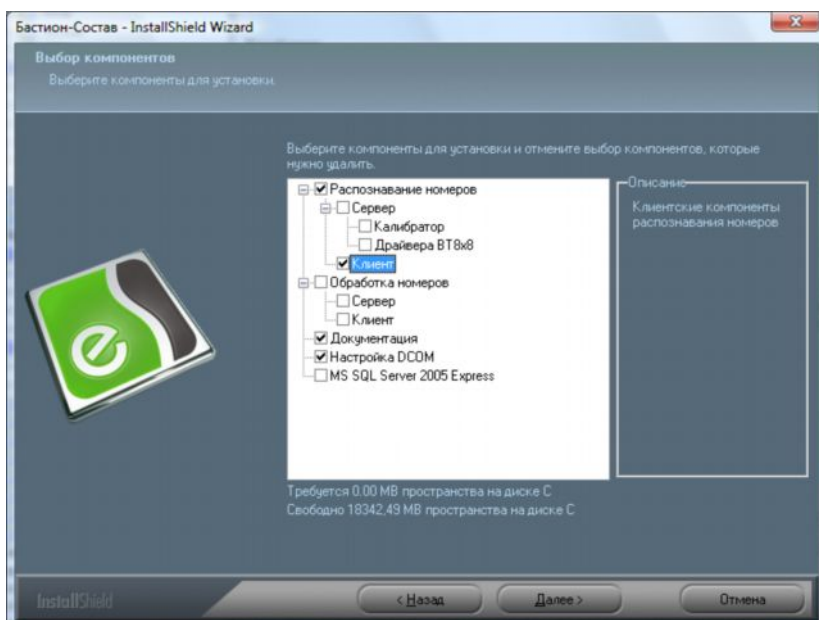 Бастион-Состав - InstallShield Wizard
Выбор компонентов
Выберите компоненты для установки.
Выберите компоненты для установки и отмените выбор компонентов, которые
нужно удалить.
Распознавание номеров
Сервер
Калибратор
Драйвера BT8x8
Клиент
Обработка номеров
Сервер
Клиент
Документация
Настройка DCOM
MS SQL Server 2005 Express
Описание
Клиентские компоненты
распознавания номеров
Требуется 0.00 MB пространства на диске C
Свободно 18342,49 MB пространства на диске C
InstallShield
< Назад
Далее >
Отмена